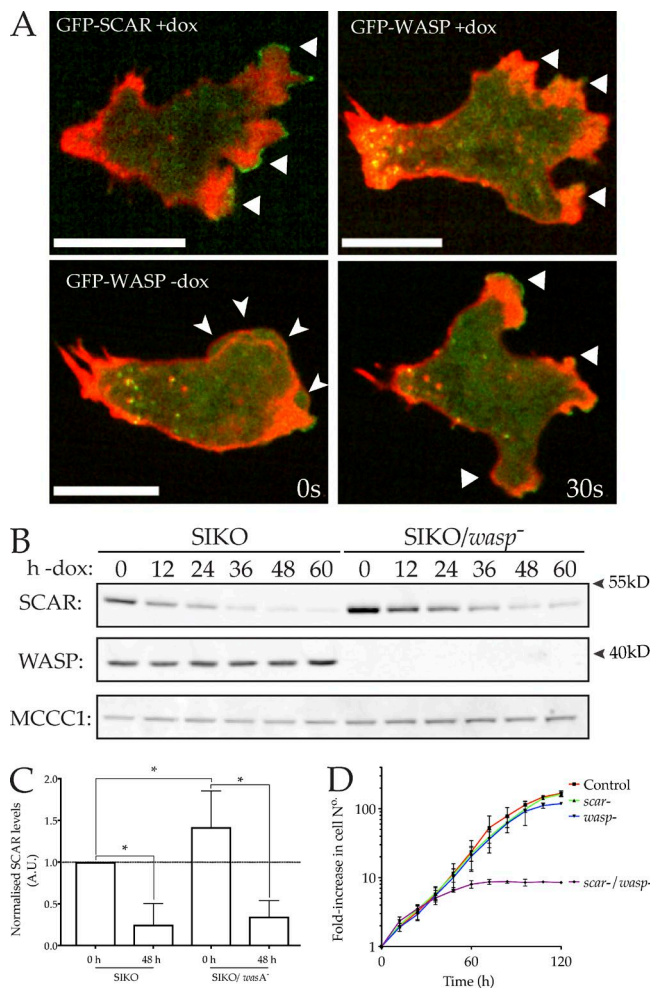 A
GFP-SCAR +dox
GFP-WASP +dox
GFP-WASP -dox
0s
30s
B
SIKO
SIKO/wasp-
h -dox: 0 12 24 36 48 60 0 12 24 36 48 60
SCAR:
55kD
WASP:
40kD
MCCC1:
C
Normalised SCAR levels
(A.U.)
2.0
1.5
1.0
0.5
0.0
*
*
*
0 h 48 h 0 h 48 h
SIKO SIKO/ wasA-
D
Fold-increase in cell No.
100
10
1
0 60 120
Time (h)
Control
scar-
wasp-
scar-/wasp-